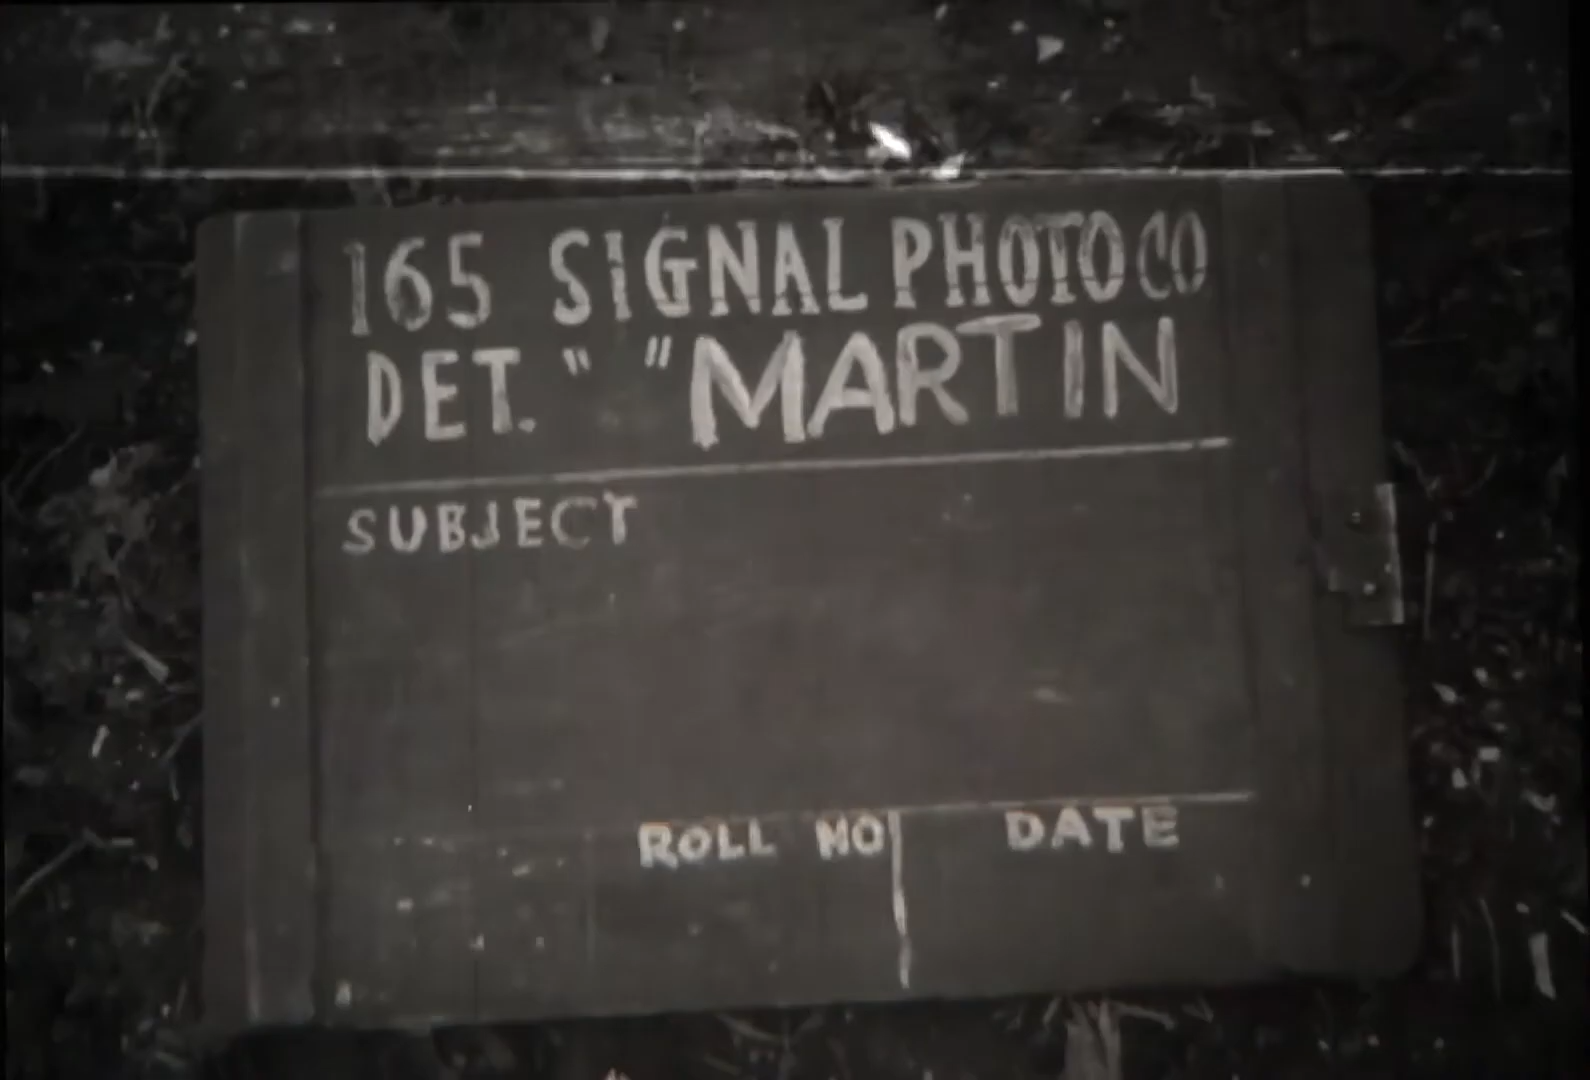 165 SIGNAL PHOTO CO
DET. " " MARTIN
SUBJECT
ROLL NO DATE